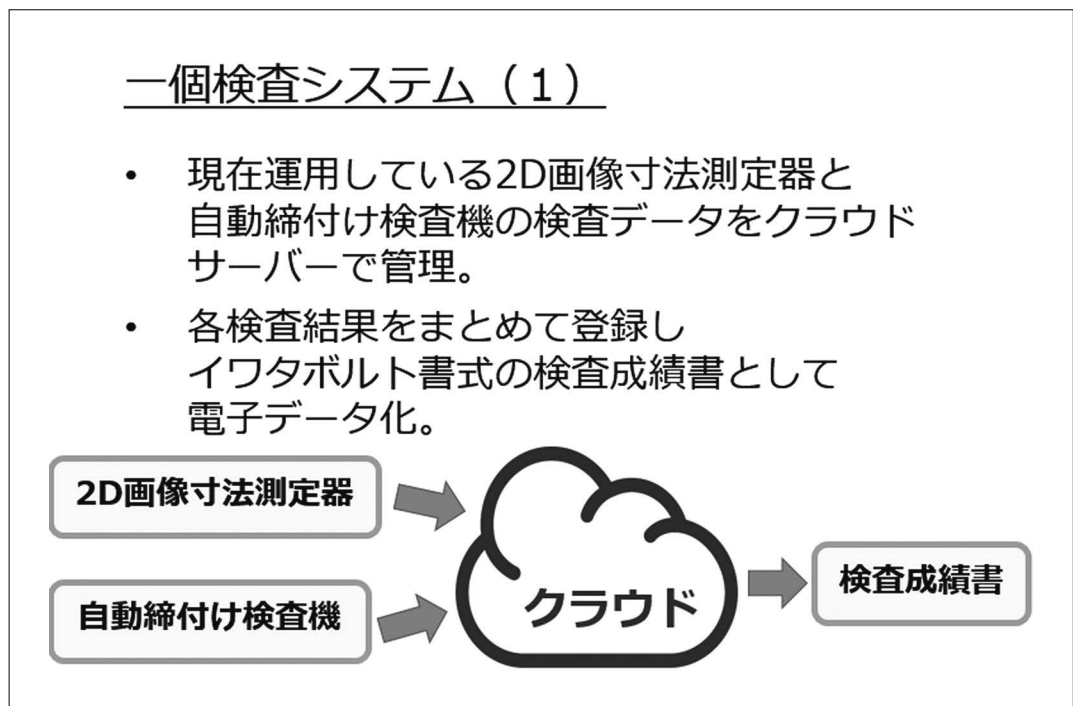 一個検査システム（１）
• 現在運用している2D画像寸法測定器と
自動締付け検査機の検査データをクラウド
サーバーで管理。
• 各検査結果をまとめて登録し
イワタボルト書式の検査成績書として
電子データ化。
2D画像寸法測定器
自動締付け検査機
クラウド
検査成績書